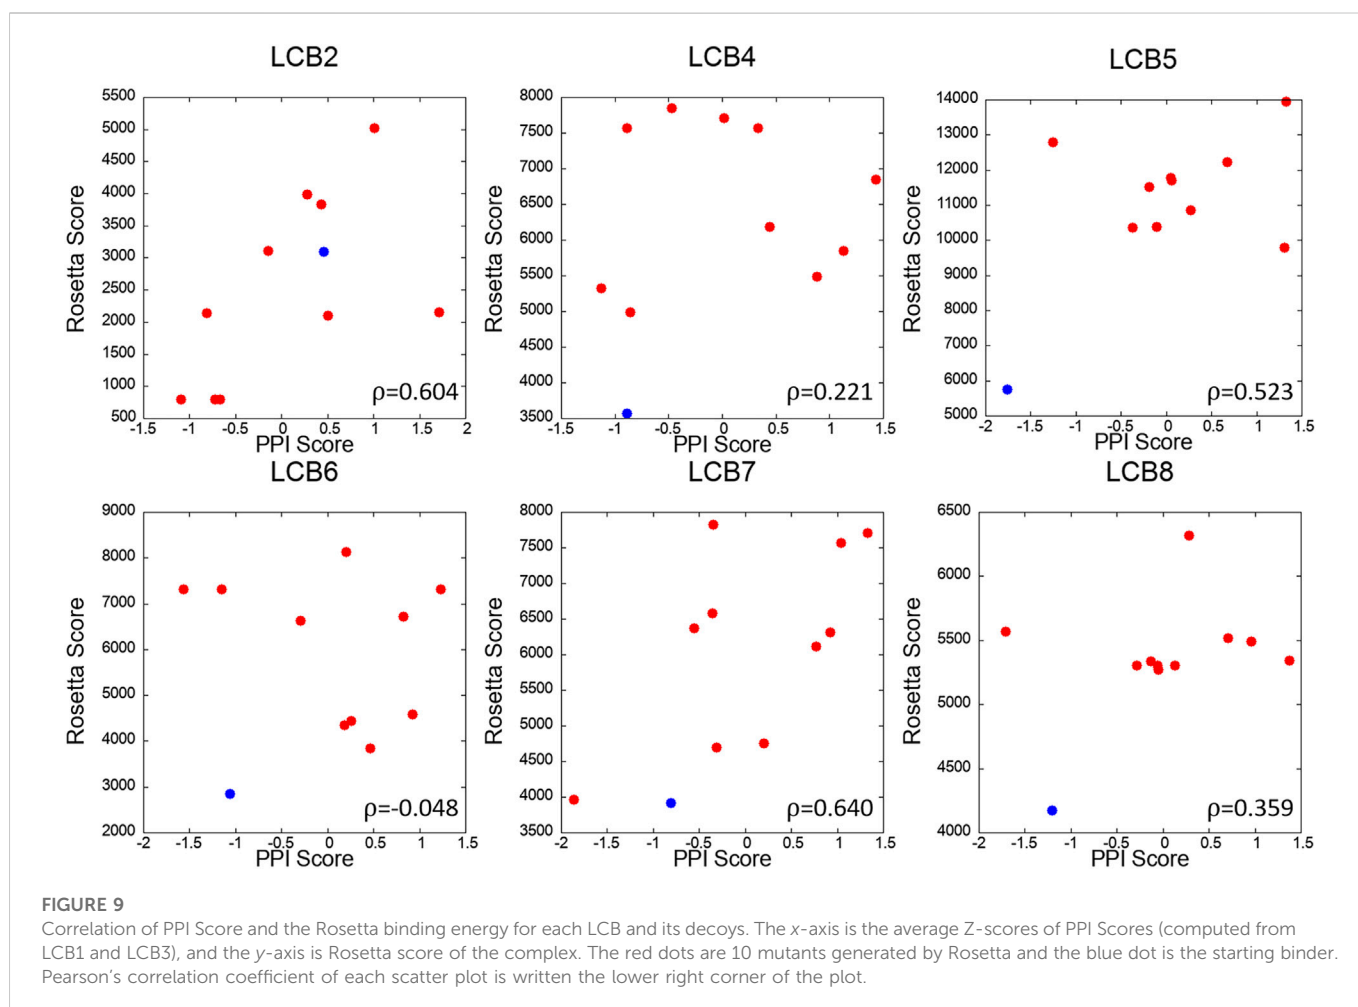 LCB2
5500
5000
4500
4000
3500
3000
2500
2000
1500
1000
500
Rosetta Score
ρ=0.604
-1.5 -1 -0.5 0 0.5 1 1.5 2
PPI Score
LCB4
8000
7500
7000
6500
6000
5500
5000
4500
4000
3500
Rosetta Score
ρ=0.221
-1.5 -1 -0.5 0 0.5 1 1.5
PPI Score
LCB5
14000
13000
12000
11000
10000
9000
8000
7000
6000
5000
Rosetta Score
ρ=0.523
-2 -1.5 -1 -0.5 0 0.5 1 1.5
PPI Score
LCB6
9000
8000
7000
6000
5000
4000
3000
2000
Rosetta Score
ρ=-0.048
-2 -1.5 -1 -0.5 0 0.5 1 1.5
PPI Score
LCB7
8000
7500
7000
6500
6000
5500
5000
4500
4000
3500
Rosetta Score
ρ=0.640
-2 -1.5 -1 -0.5 0 0.5 1 1.5
PPI Score
LCB8
6500
6000
5500
5000
4500
4000
Rosetta Score
ρ=0.359
-2 -1.5 -1 -0.5 0 0.5 1 1.5
PPI Score
FIGURE 9
Correlation of PPI Score and the Rosetta binding energy for each LCB and its decoys. The x-axis is the average Z-scores of PPI Scores (computed from
LCB1 and LCB3), and the y-axis is Rosetta score of the complex. The red dots are 10 mutants generated by Rosetta and the blue dot is the starting binder.
Pearson’s correlation coefficient of each scatter plot is written the lower right corner of the plot.